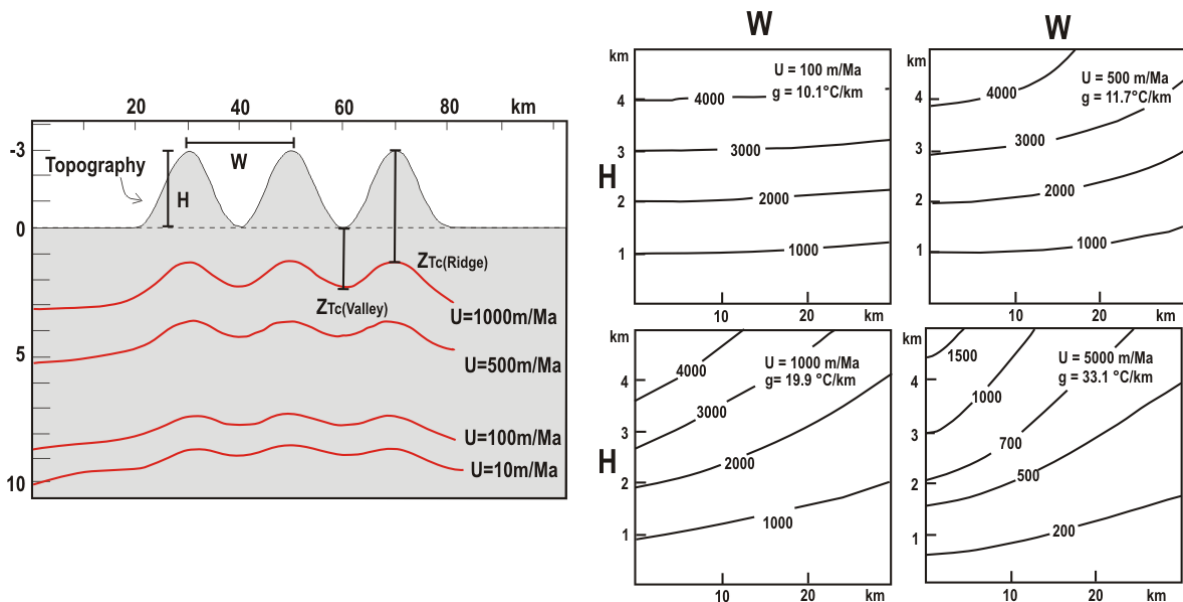 20 40 60 80 km
-3
0
5
10
Topography
W
H
ZTc(Ridge)
ZTc(Valley)
U=1000m/Ma
U=500m/Ma
U=100m/Ma
U=10m/Ma
W
km
4
3
2
1
H
U = 100 m/Ma
g = 10.1°C/km
4000
3000
2000
1000
10 20 km
W
km
4
3
2
1
U = 500 m/Ma
g = 11.7°C/km
4000
3000
2000
1000
10 20 km
km
4
3
2
1
H
U = 1000 m/Ma
g= 19.9 °C/km
4000
3000
2000
1000
10 20 km
km
4
3
2
1
U = 5000 m/Ma
g = 33.1 °C/km
1500
1000
700
500
200
10 20 km